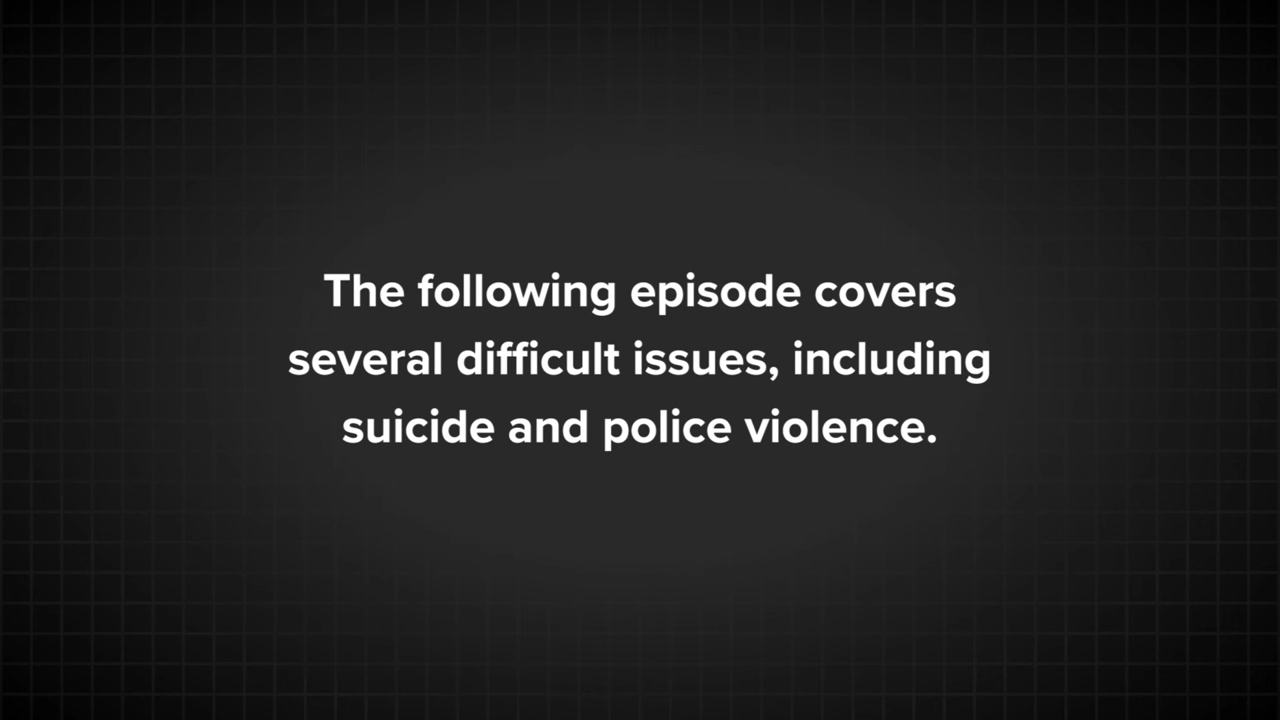 The following episode covers
several difficult issues, including
suicide and police violence.